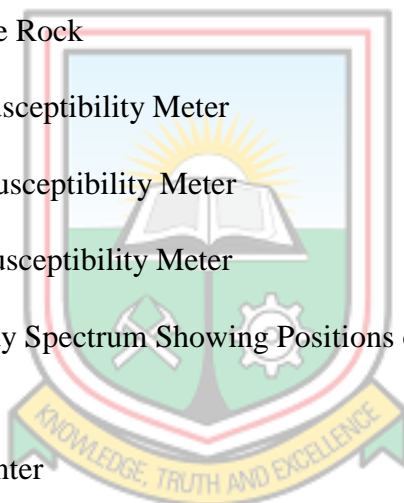 e Rock
usceptibility Meter
usceptibility Meter
usceptibility Meter
y Spectrum Showing Positions
nter
KNOWLEDGE, TRUTH AND EXCELLENCE